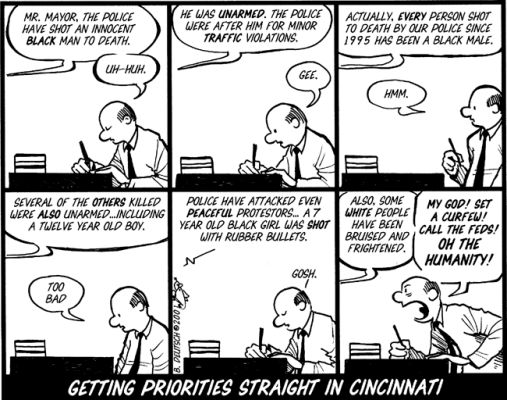 MR. MAYOR, THE POLICE
HAVE SHOT AN INNOCENT
BLACK MAN TO DEATH.
UH-HUH.
HE WAS UNARMED. THE POLICE
WERE AFTER HIM FOR MINOR
TRAFFIC VIOLATIONS.
GEE.
ACTUALLY, EVERY PERSON SHOT
TO DEATH BY OUR POLICE SINCE
1995 HAS BEEN A BLACK MALE.
HMM.
SEVERAL OF THE OTHERS KILLED
WERE ALSO UNARMED...INCLUDING
A TWELVE YEAR OLD BOY.
TOO
BAD
POLICE HAVE ATTACKED EVEN
PEACEFUL PROTESTORS... A 7
YEAR OLD BLACK GIRL WAS SHOT
WITH RUBBER BULLETS.
GOSH.
B. DEUTSCH ©2001
ALSO, SOME
WHITE PEOPLE
HAVE BEEN
BRUISED AND
FRIGHTENED.
MY GOD! SET
A CURFEW!
CALL THE FEDS!
OH THE
HUMANITY!
GETTING PRIORITIES STRAIGHT IN CINCINNATI